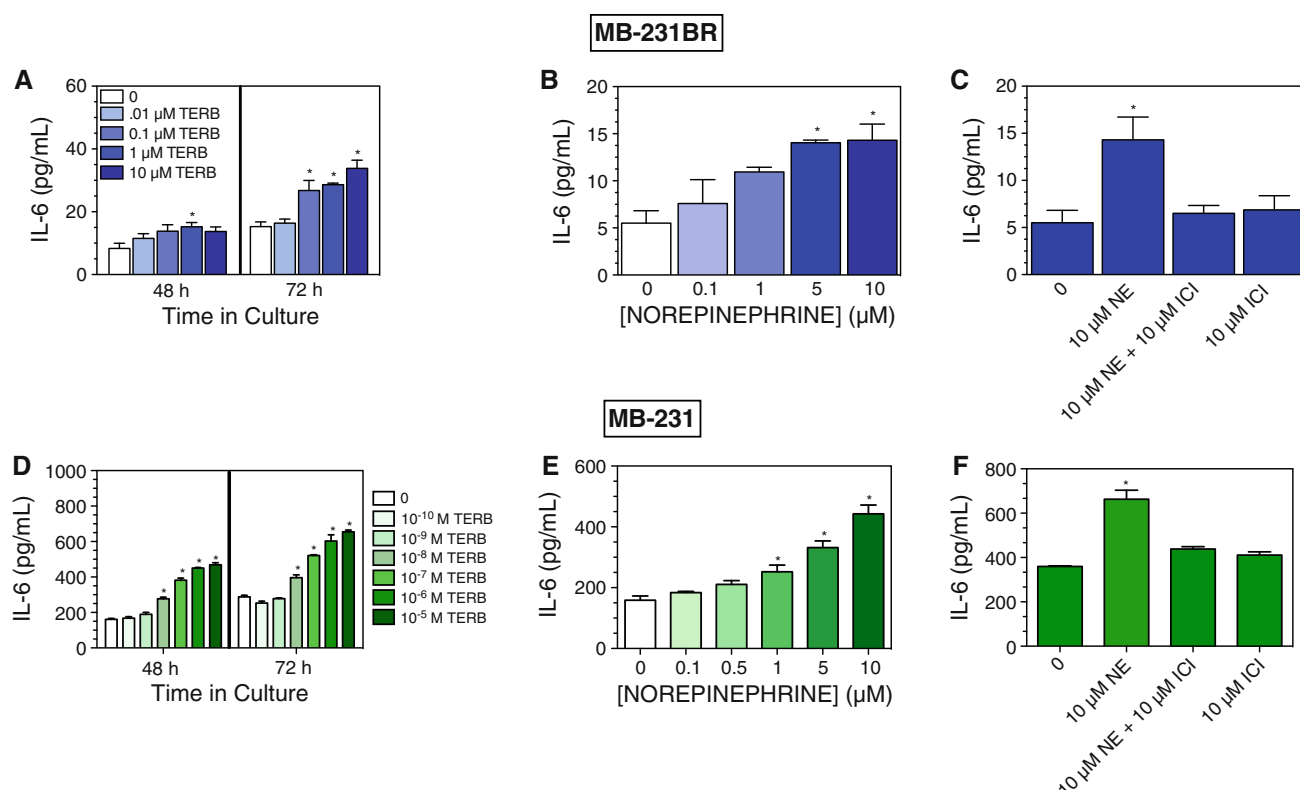 MB-231BR
A
IL-6 (pg/mL)
60
40
20
0
0
.01 µM TERB
0.1 µM TERB
1 µM TERB
10 µM TERB
*
*
*
*
48 h
72 h
Time in Culture
B
IL-6 (pg/mL)
20
15
10
5
0
*
*
0
0.1
1
5
10
[NOREPINEPHRINE] (µM)
C
IL-6 (pg/mL)
20
15
10
5
0
*
0
10 µM NE
10 µM NE + 10 µM ICI
10 µM ICI
MB-231
D
IL-6 (pg/mL)
1000
800
600
400
200
0
*
*
*
*
*
*
*
*
48 h
72 h
Time in Culture
0
10⁻¹⁰ M TERB
10⁻⁹ M TERB
10⁻⁸ M TERB
10⁻⁷ M TERB
10⁻⁶ M TERB
10⁻⁵ M TERB
E
IL-6 (pg/mL)
600
400
200
0
*
*
*
0
0.1
0.5
1
5
10
[NOREPINEPHRINE] (µM)
F
IL-6 (pg/mL)
800
600
400
200
0
*
0
10 µM NE
10 µM NE + 10 µM ICI
10 µM ICI